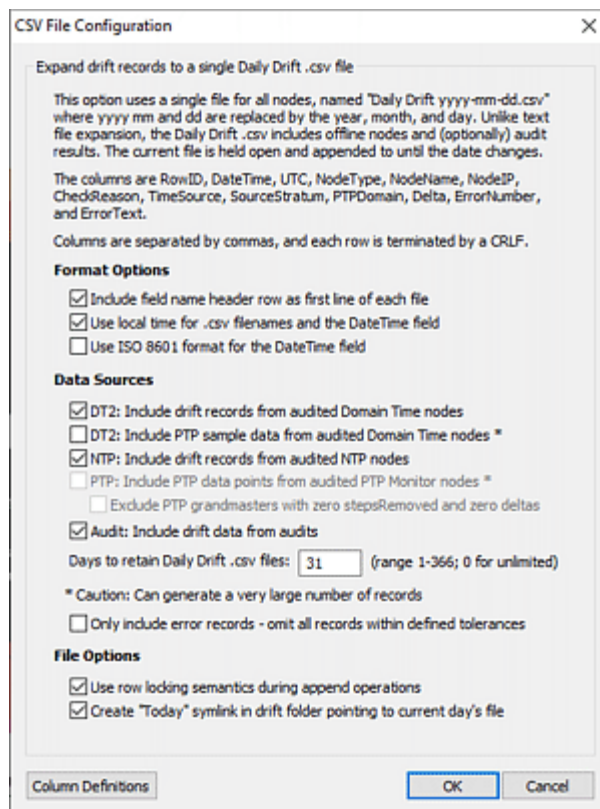 CSV File Configuration
Expand drift records to a single Daily Drift .csv file
This option uses a single file for all nodes, named "Daily Drift yyyy-mm-dd.csv"
where yyyy mm and dd are replaced by the year, month, and day. Unlike text
file expansion, the Daily Drift .csv includes offline nodes and (optionally) audit
results. The current file is held open and appended to until the date changes.
The columns are RowID, DateTime, UTC, NodeType, NodeName, NodeIP,
CheckReason, TimeSource, SourceStratum, PTPDomain, Delta, ErrorNumber,
and ErrorText.
Columns are separated by commas, and each row is terminated by a CRLF.
Format Options
Include field name header row as first line of each file
Use local time for .csv filenames and the DateTime field
Use ISO 8601 format for the DateTime field
Data Sources
DT2: Include drift records from audited Domain Time nodes
DT2: Include PTP sample data from audited Domain Time nodes *
NTP: Include drift records from audited NTP nodes
PTP: Include PTP data points from audited PTP Monitor nodes *
Exclude PTP grandmasters with zero stepsRemoved and zero deltas
Audit: Include drift data from audits
Days to retain Daily Drift .csv files: 31 (range 1-366; 0 for unlimited)
* Caution: Can generate a very large number of records
Only include error records - omit all records within defined tolerances
File Options
Use row locking semantics during append operations
Create "Today" symlink in drift folder pointing to current day's file
Column Definitions OK Cancel